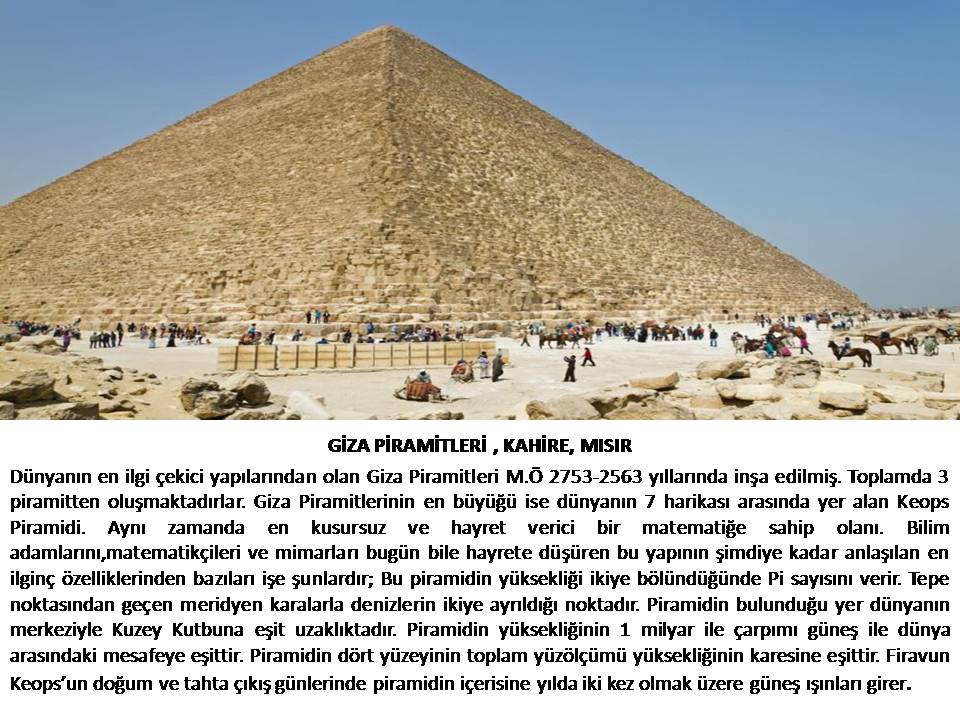 GİZA PİRAMİTLERİ , KAHİRE, MISIR
Dünyanın en ilgi çekici yapılarından olan Giza Piramitleri M.Ö 2753-2563 yıllarında inşa edilmiş. Toplamda 3
piramitten oluşmaktadırlar. Giza Piramitlerinin en büyüğü ise dünyanın 7 harikası arasında yer alan Keops
Piramidi. Aynı zamanda en kusursuz ve hayret verici bir matematiğe sahip olanı. Bilim
adamlarını,matematikçileri ve mimarları bugün bile hayrete düşüren bu yapının şimdiye kadar anlaşılan en
ilginç özelliklerinden bazıları işe şunlardır; Bu piramidin yüksekliği ikiye bölündüğünde Pi sayısını verir. Tepe
noktasından geçen meridyen karalarla denizlerin ikiye ayrıldığı noktadır. Piramidin bulunduğu yer dünyanın
merkeziyle Kuzey Kutbuna eşit uzaklıktadır. Piramidin yüksekliğinin 1 milyar ile çarpımı güneş ile dünya
arasındaki mesafeye eşittir. Piramidin dört yüzeyinin toplam yüzölçümü yüksekliğinin karesine eşittir. Firavun
Keops’un doğum ve tahta çıkış günlerinde piramidin içerisine yılda iki kez olmak üzere güneş ışınları girer.